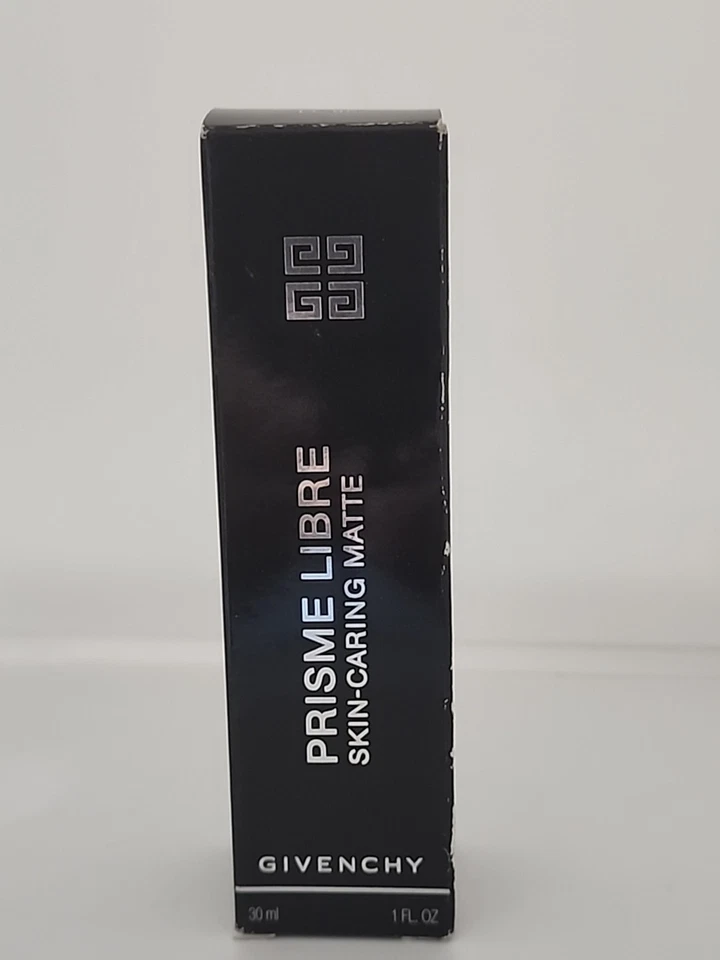 PRISME LIBRE
SKIN-CARING MATTE
GIVENCHY
30 ml 1 FL. OZ